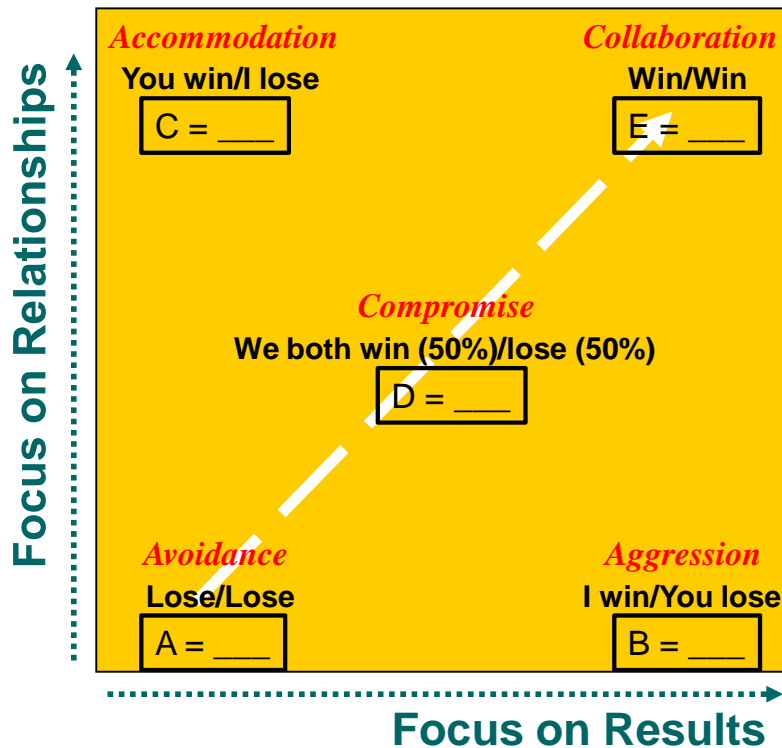 Focus on Relationships
Accommodation
You win/I lose
C = ___
Collaboration
Win/Win
E = ___
Compromise
We both win (50%)/lose (50%)
D = ___
Avoidance
Lose/Lose
A = ___
Aggression
I win/You lose
B = ___
Focus on Results